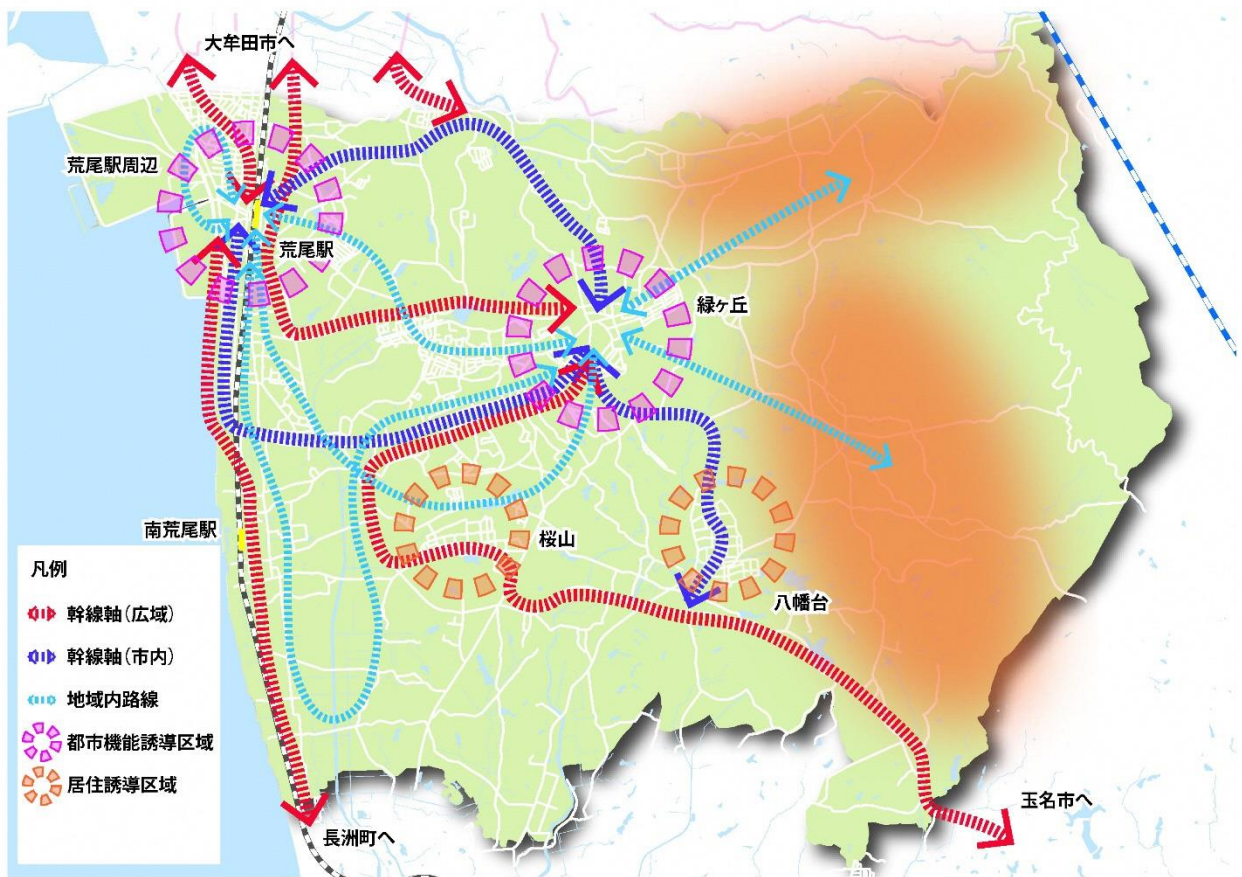 大牟田市へ
荒尾駅周辺
荒尾駅
緑ヶ丘
南荒尾駅
桜山
八幡台
凡例
幹線軸(広域)
幹線軸(市内)
地域内路線
都市機能誘導区域
居住誘導区域
玉名市へ
長洲町へ